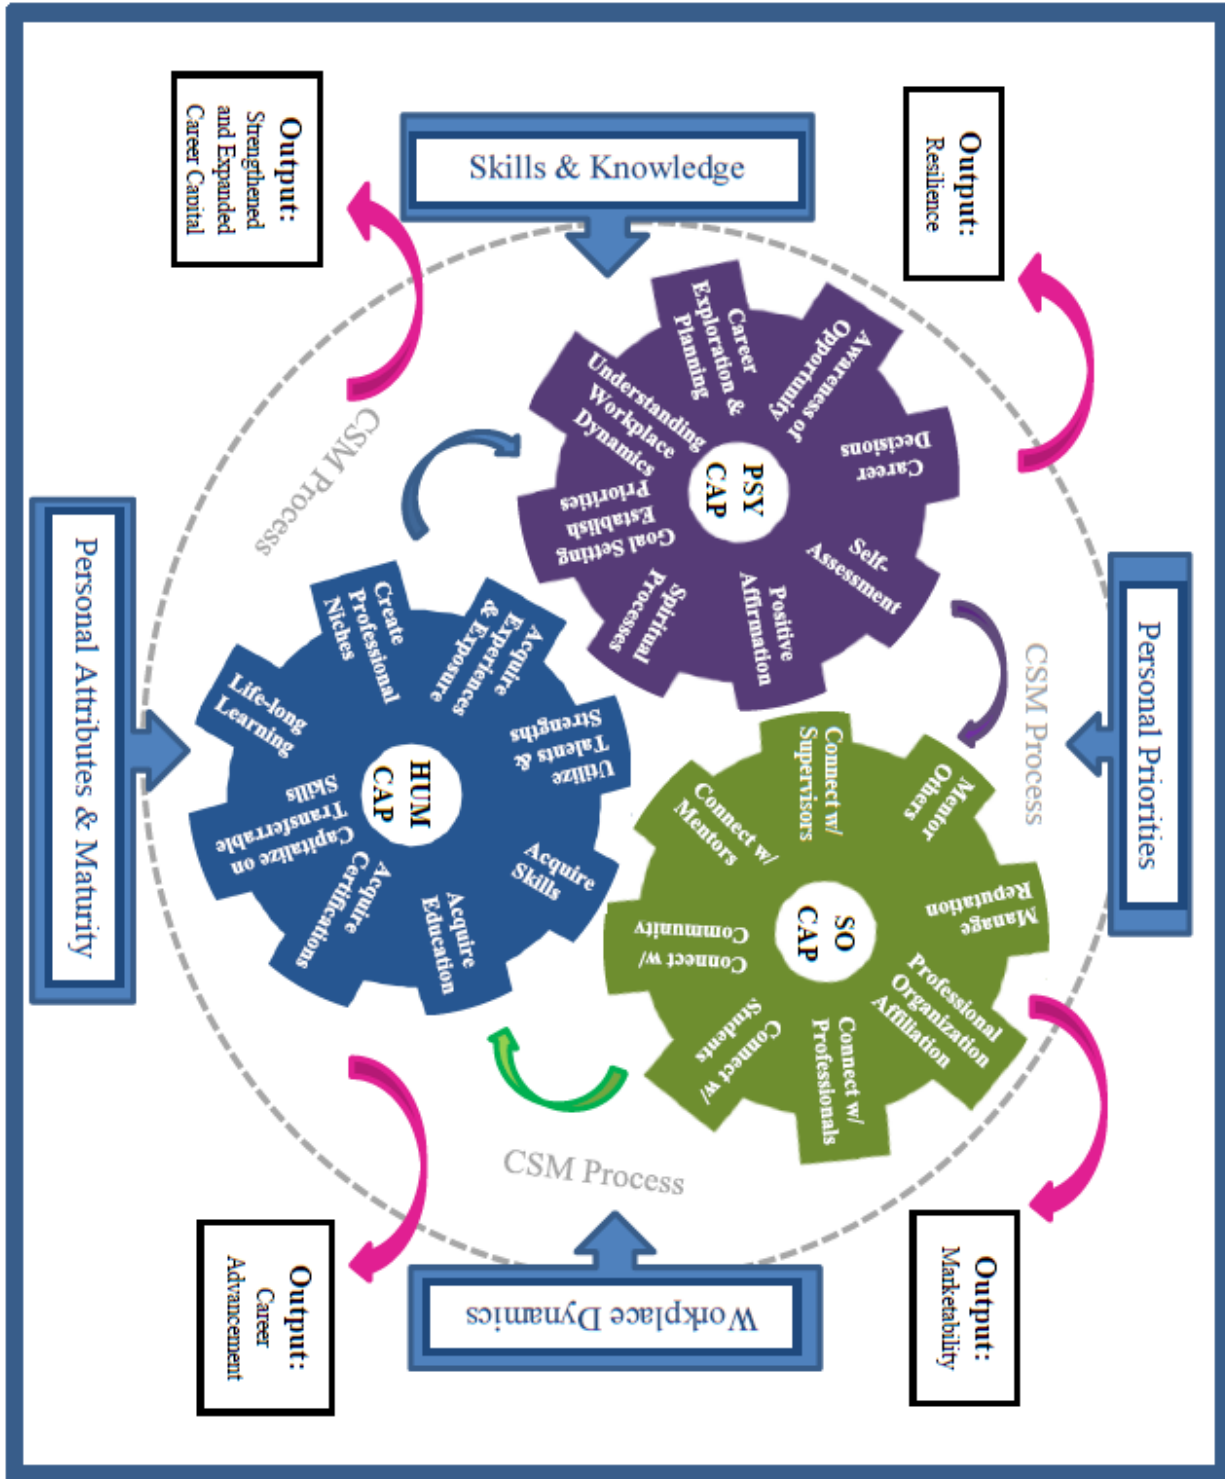 Output:
Resilience
Personal Priorities
Output:
Marketability
Skills & Knowledge
Workplace Dynamics
Output:
Strengthened
and Expanded
Career Capital
Personal Attributes & Maturity
Output:
Career
Advancement
CSM Process
CSM Process
CSM Process
PSY
CAP
Career
Exploration &
Planning
Awareness of
Opportunity
Career
Decisions
Self-
Assessment
Positive
Affirmation
Spiritual
Processes
Goal Setting
Establish
Priorities
Understanding
Workplace
Dynamics
SO
CAP
Connect w/
Supervisors
Mentor
Others
Manage
Reputation
Professional
Organization
Affiliation
Connect w/
Professionals
Connect w/
Students
Connect w/
Community
Connect w/
Mentors
HUM
CAP
Create
Professional
Niches
Acquire
Experiences
& Exposure
Utilize
Talents &
Strengths
Acquire
Skills
Acquire
Education
Acquire
Certifications
Capitalize on
Transferrable
Skills
Life-long
Learning